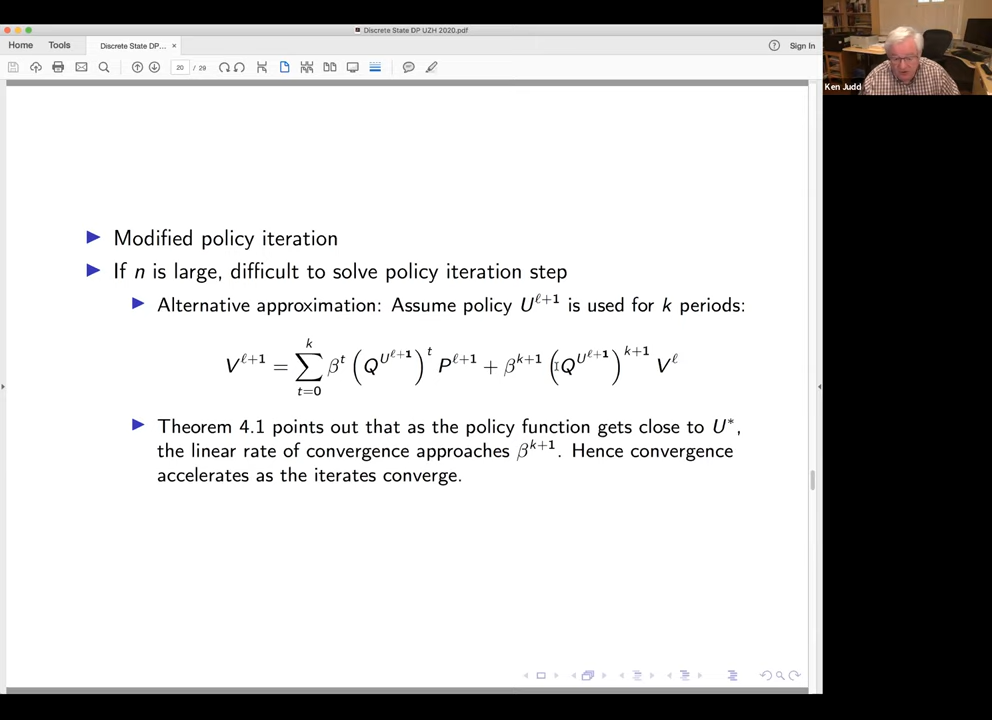 Discrete State DP UZH 2020.pdf
Home Tools Discrete State DP... × Sign In
20 / 29
Ken Judd
Modified policy iteration
If n is large, difficult to solve policy iteration step
Alternative approximation: Assume policy U^{ℓ+1} is used for k periods:
V^{ℓ+1} = ∑_{t=0}^{k} β^t (Q^{U^{ℓ+1}})^t P^{ℓ+1} + β^{k+1} (Q^{U^{ℓ+1}})^{k+1} V^ℓ
Theorem 4.1 points out that as the policy function gets close to U*,
the linear rate of convergence approaches β^{k+1}. Hence convergence
accelerates as the iterates converge.